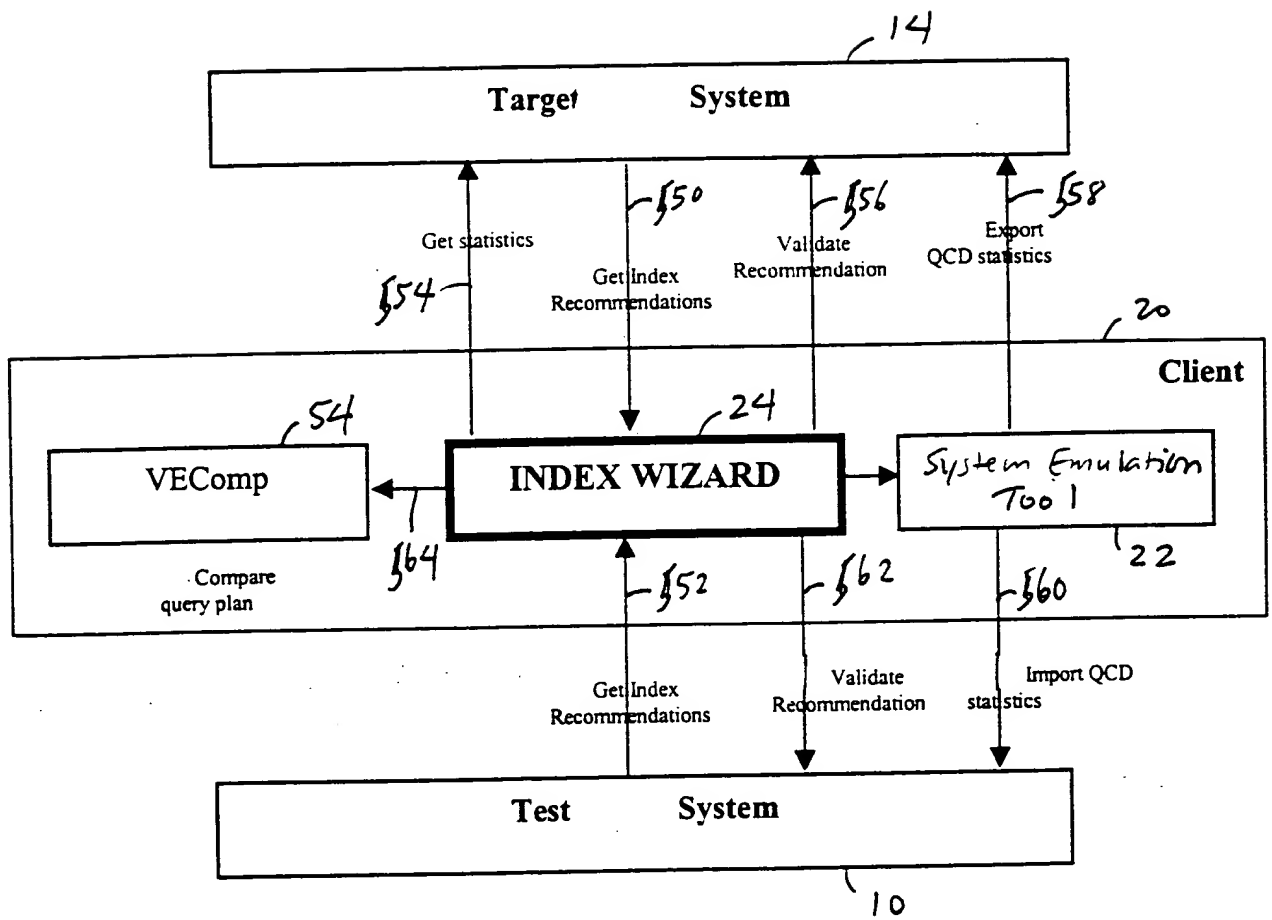 14
Target System
550
556
558
Get statistics
Get Index
Recommendations
Validate
Recommendation
Export
QCD statistics
554
20
Client
54
24
VEComp
INDEX WIZARD
System Emulation
Tool
22
564
552
562
560
Compare
query plan
Get Index
Recommendations
Validate
Recommendation
Import QCD
statistics
Test System
10